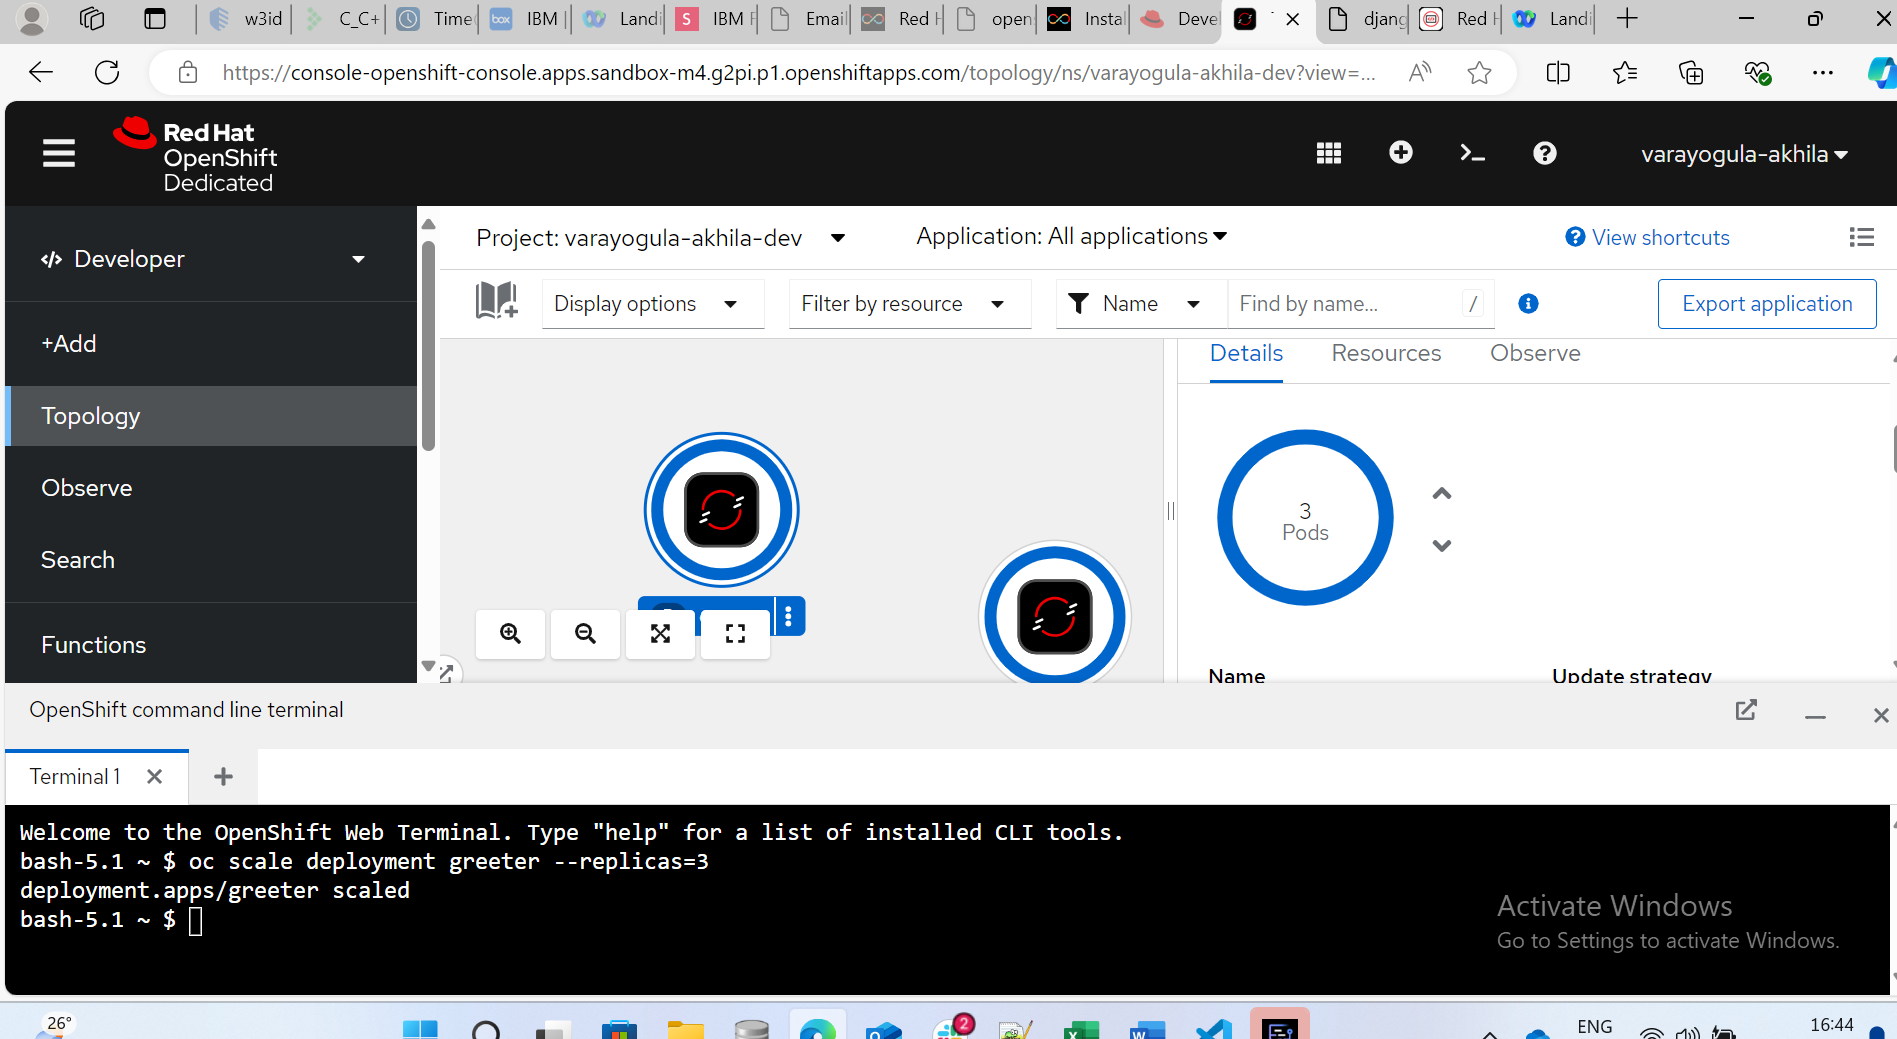 w3id
C_C+
Time
box
IBM
Landi
S
IBM F
Email
Red H
open
Instal
Devel
djang
Red H
Landi
https://console-openshift-console.apps.sandbox-m4.g2pi.p1.openshiftapps.com/topology/ns/varayogula-akhila-dev?view=...
Red Hat
OpenShift
Dedicated
varayogula-akhila
Developer
+Add
Topology
Observe
Search
Functions
Project: varayogula-akhila-dev
Application: All applications
View shortcuts
Display options
Filter by resource
Name
Find by name...
/
Export application
Details
Resources
Observe
3
Pods
Name
Update strategy
OpenShift command line terminal
Terminal 1
Welcome to the OpenShift Web Terminal. Type "help" for a list of installed CLI tools.
bash-5.1 ~ $ oc scale deployment greeter --replicas=3
deployment.apps/greeter scaled
bash-5.1 ~ $
Activate Windows
Go to Settings to activate Windows.
26°
2
ENG
16:44